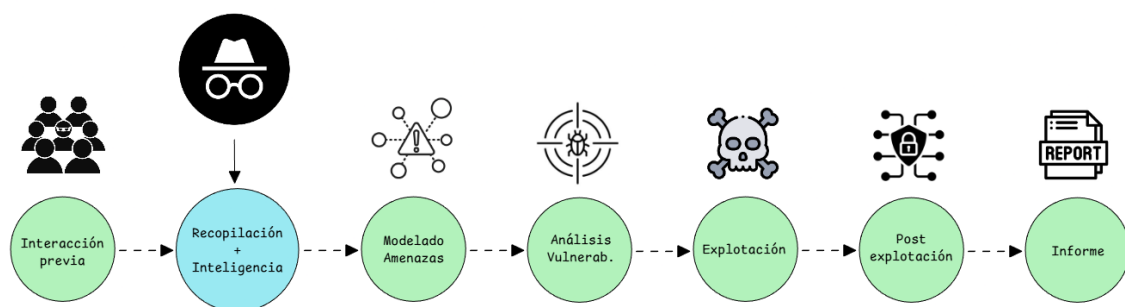 Interacción
previa
Recopilación
+
Inteligencia
Modelado
Amenazas
Análisis
Vulnerab.
Explotación
Post
explotación
REPORT
Informe